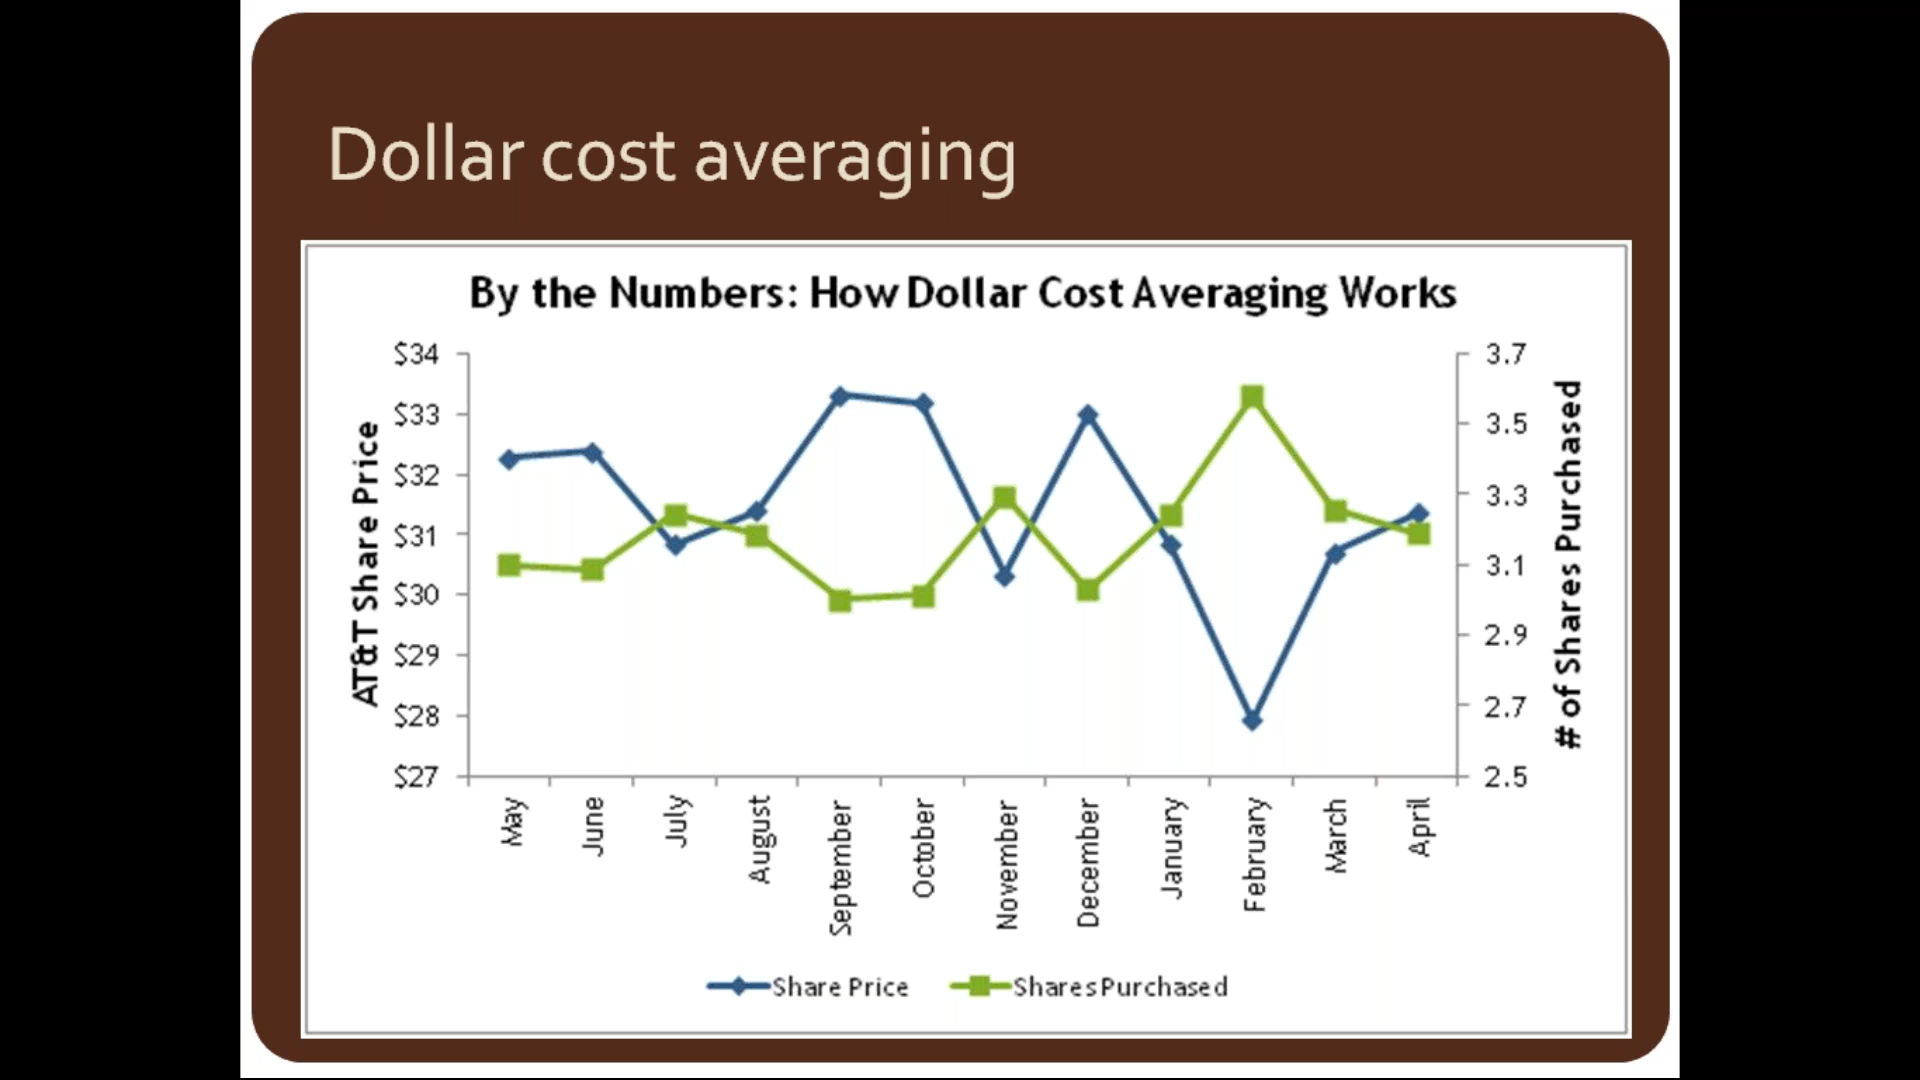 Dollar cost averaging
By the Numbers: How Dollar Cost Averaging Works
AT&T Share Price
$34
$33
$32
$31
$30
$29
$28
$27
3.7
3.5
3.3
3.1
2.9
2.7
2.5
# of Shares Purchased
May
June
July
August
September
October
November
December
January
February
March
April
Share Price
Shares Purchased